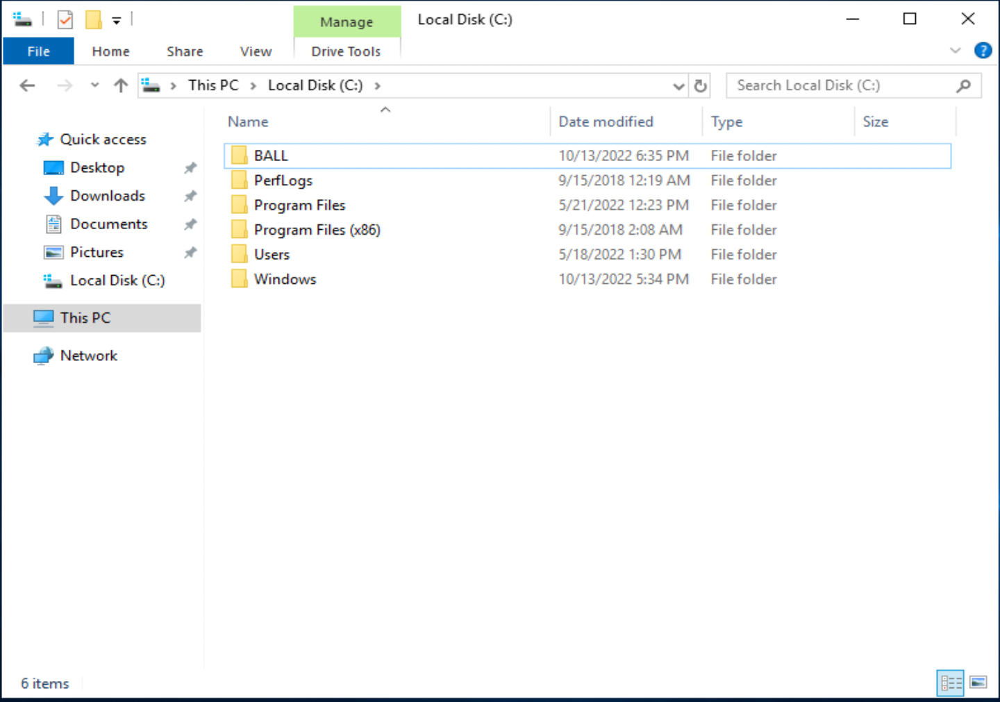 Manage Local Disk (C:)
File Home Share View Drive Tools
This PC Local Disk (C:) Search Local Disk (C:)
Name Date modified Type Size
Quick access
Desktop
Downloads
Documents
Pictures
Local Disk (C:)
This PC
Network
BALL 10/13/2022 6:35 PM File folder
PerfLogs 9/15/2018 12:19 AM File folder
Program Files 5/21/2022 12:23 PM File folder
Program Files (x86) 9/15/2018 2:08 AM File folder
Users 5/18/2022 1:30 PM File folder
Windows 10/13/2022 5:34 PM File folder
6 items